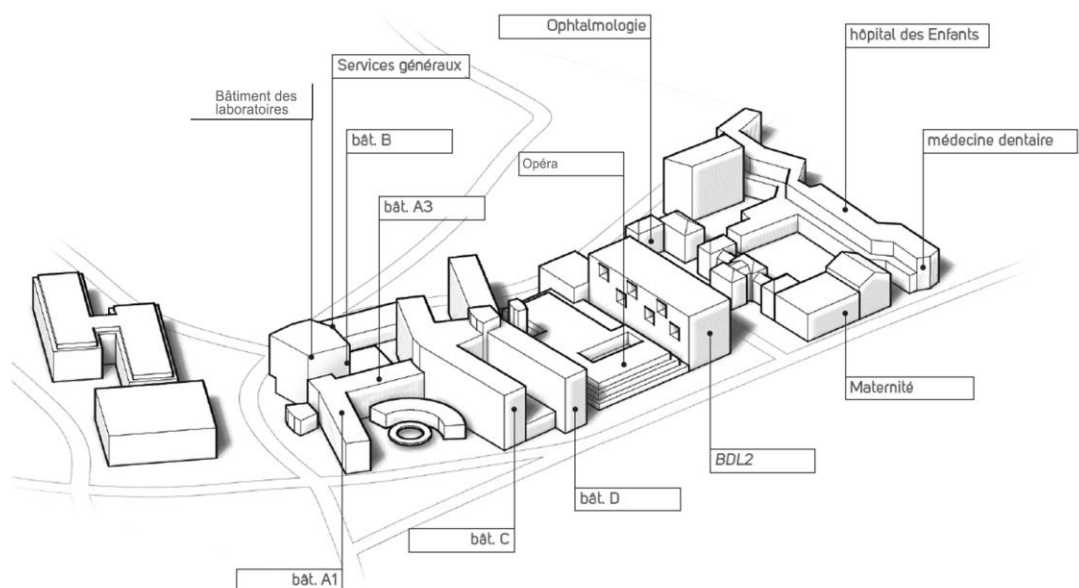 Ophtalmologie
hôpital des Enfants
Services généraux
Bâtiment des
laboratoires
bât. B
médecine dentaire
Opéra
bât. A3
Maternité
BDL2
bât. D
bât. C
bât. A1